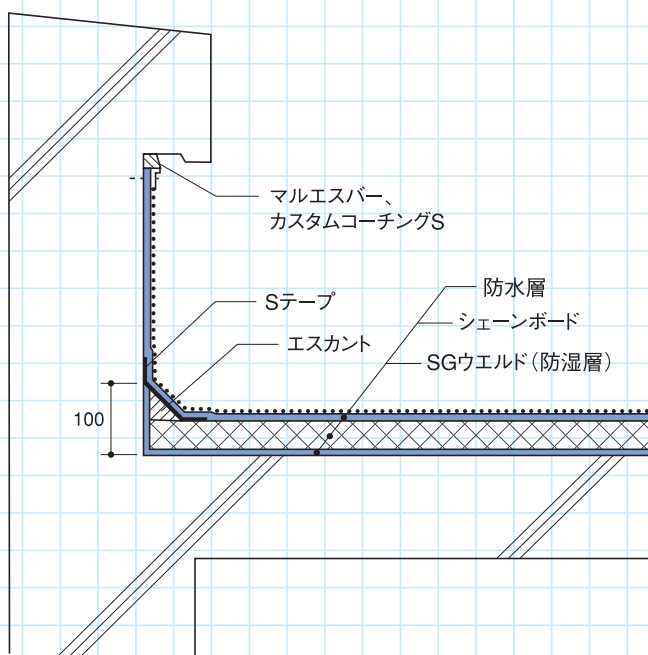 マルエスバー、
カスタムコーチングS
防水層
Sテープ
シェーンボード
エスカント
SGウエルド（防湿層）
100